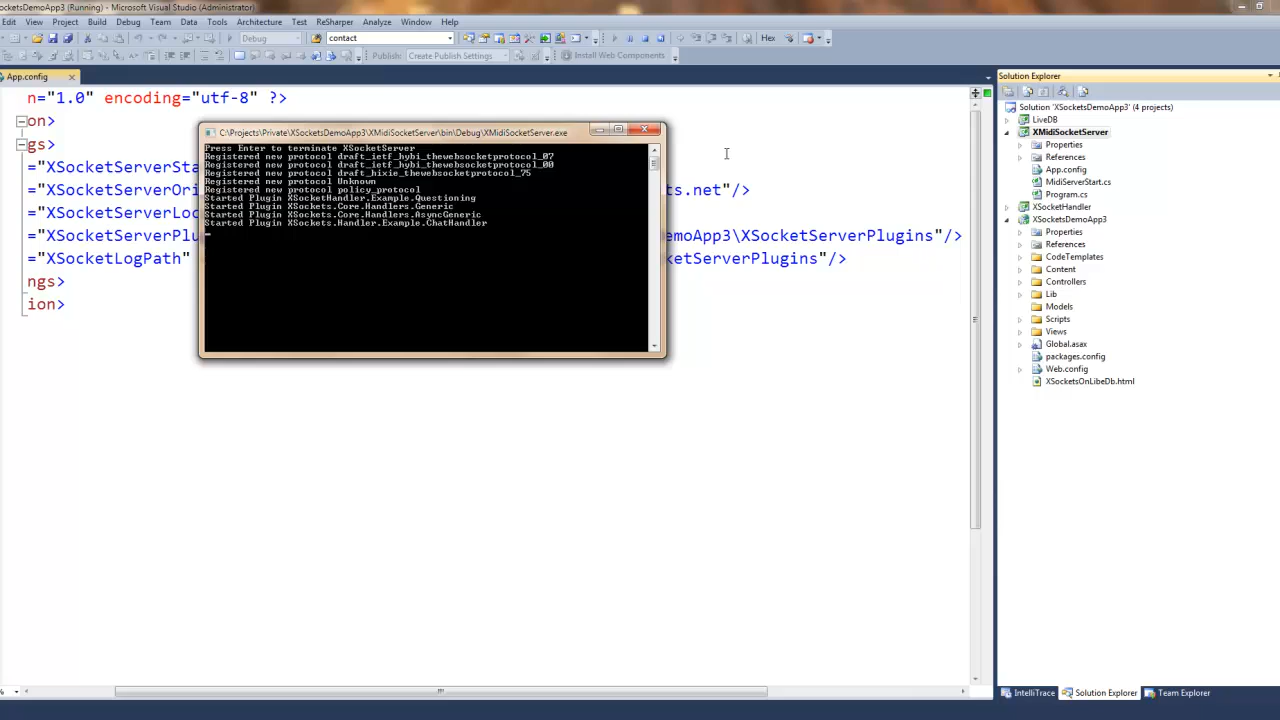 ocketsDemoApp3 (Running) - Microsoft Visual Studio (Administrator)
Edit View Project Build Debug Team Data Tools Architecture Test ReSharper Analyze Window Help
Debug contact Hex
Publish: Create Publish Settings Install Web Components
App.config
n="1.0" encoding="utf-8" ?>
on>
gs>
="XSocketServerSta
="XSocketServerOri ts.net"/>
="XSocketServerLoc
="XSocketServerPlu emoApp3\XSocketServerPlugins"/>
="XSocketLogPath" ketServerPlugins"/>
ngs>
ion>
C:\Projects\Private\XSocketsDemoApp3\XMidiSocketServer\bin\Debug\XMidiSocketServer.exe
Press Enter to terminate XSocketServer
Registered new protocol draft_ietf_hybi_thewebsocketprotocol_07
Registered new protocol draft_ietf_hybi_thewebsocketprotocol_00
Registered new protocol draft_hixie_thewebsocketprotocol_75
Registered new protocol Unknown
Registered new protocol policy_protocol
Started Plugin XSocketHandler.Example.Questioning
Started Plugin XSockets.Core.Handlers.Generic
Started Plugin XSockets.Core.Handlers.AsyncGeneric
Started Plugin XSockets.Handler.Example.ChatHandler
Solution Explorer
Solution 'XSocketsDemoApp3' (4 projects)
LiveDB
XMidiSocketServer
Properties
References
App.config
MidiServerStart.cs
Program.cs
XSocketHandler
XSocketsDemoApp3
Properties
References
CodeTemplates
Content
Controllers
Lib
Models
Scripts
Views
Global.asax
packages.config
Web.config
XSocketsOnLibeDb.html
%
IntelliTrace Solution Explorer Team Explorer